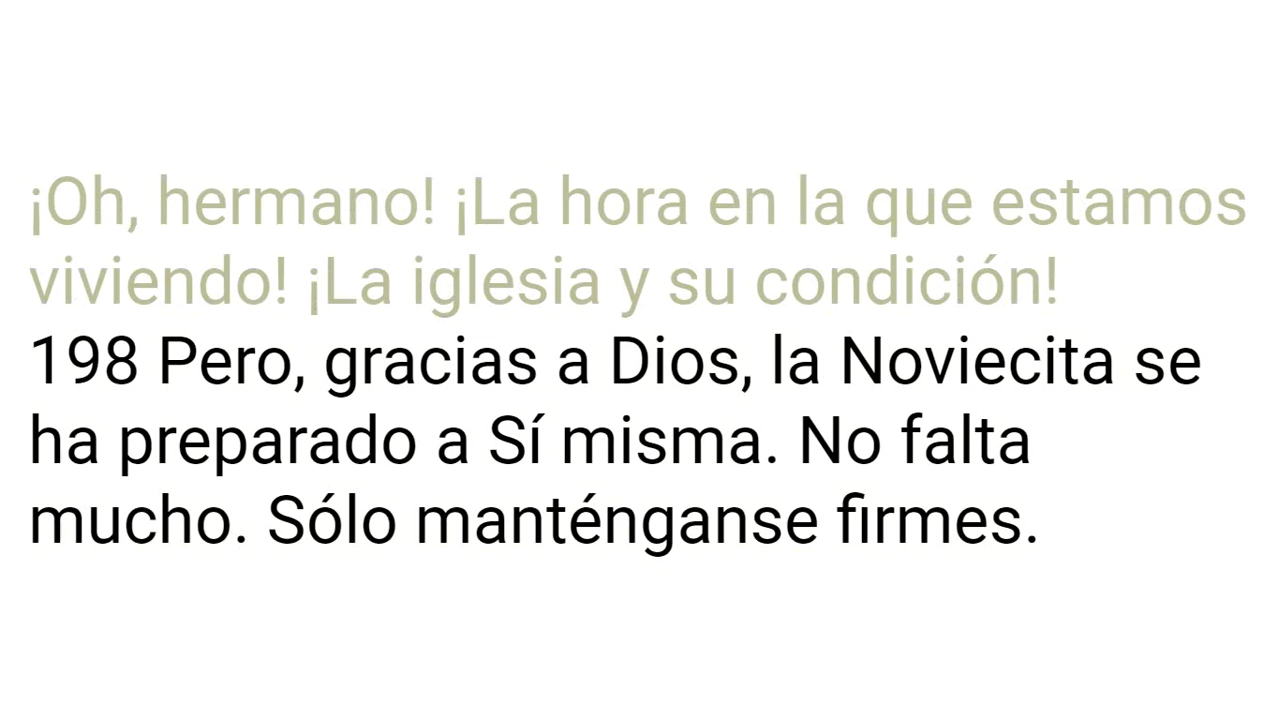 ¡Oh, hermano! ¡La hora en la que estamos
viviendo! ¡La iglesia y su condición!
198 Pero, gracias a Dios, la Noviecita se
ha preparado a Sí misma. No falta
mucho. Sólo manténganse firmes.